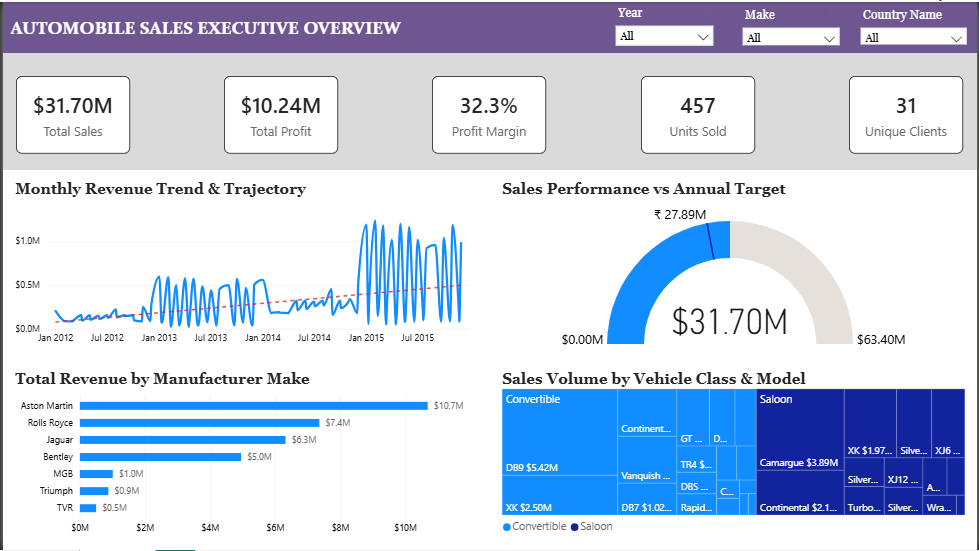 AUTOMOBILE SALES EXECUTIVE OVERVIEW
Year
All
Make
All
Country Name
All
$31.70M
Total Sales
$10.24M
Total Profit
32.3%
Profit Margin
457
Units Sold
31
Unique Clients
Monthly Revenue Trend & Trajectory
$1.0M
$0.5M
$0.0M
Jan 2012 Jul 2012 Jan 2013 Jul 2013 Jan 2014 Jul 2014 Jan 2015 Jul 2015
Sales Performance vs Annual Target
₹ 27.89M
$31.70M
$0.00M
$63.40M
Total Revenue by Manufacturer Make
Aston Martin $10.7M
Rolls Royce $7.4M
Jaguar $6.3M
Bentley $5.0M
MGB $1.0M
Triumph $0.9M
TVR $0.5M
$0M $2M $4M $6M $8M $10M
Sales Volume by Vehicle Class & Model
Convertible
DB9 $5.42M
XK $2.50M
Continent...
Vanquish ...
DB7 $1.02...
GT ...
D...
TR4 $...
DBS ...
C...
Rapid...
Saloon
Camargue $3.89M
Continental $2.1...
XK $1.97...
Silve...
XJ6 ...
Silver...
XJ12 ...
A...
Turbo...
Silver...
Wra...
Convertible Saloon